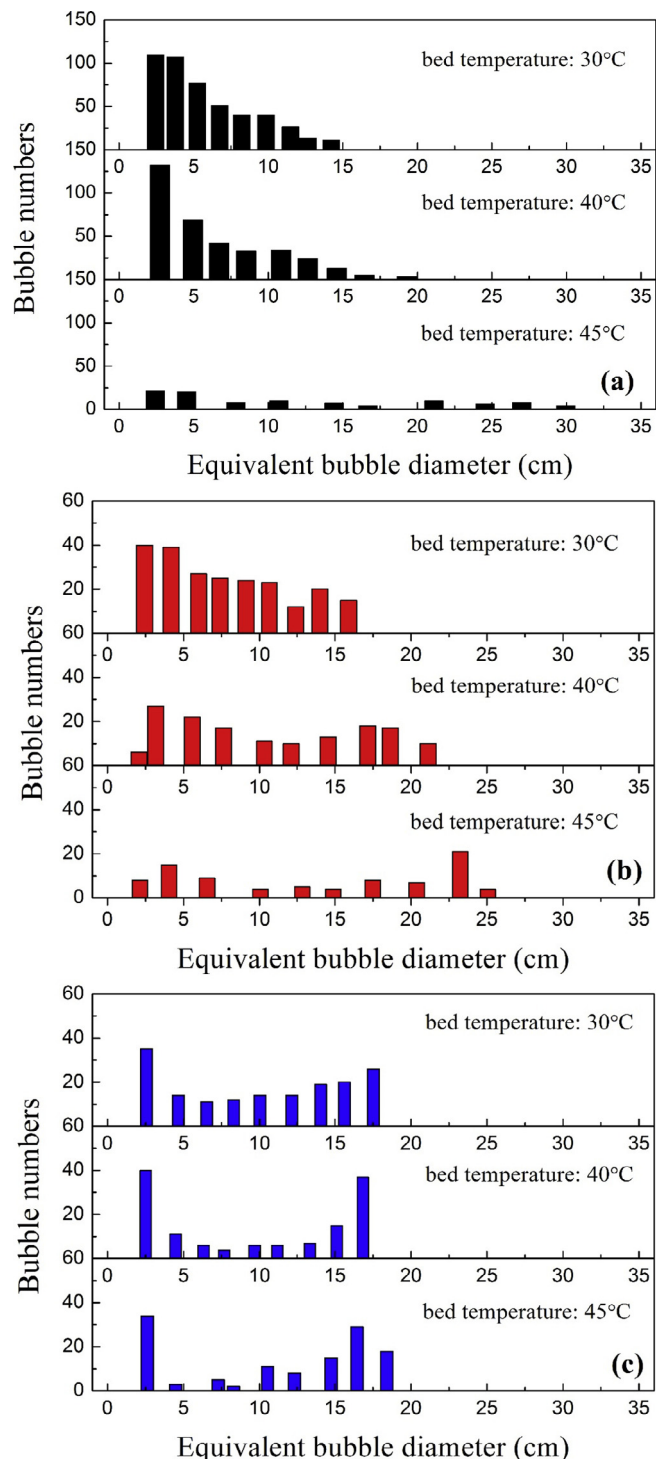 150
bed temperature: 30°C
100
50
150
0 5 10 15 20 25 30 35
bed temperature: 40°C
100
50
150
0 5 10 15 20 25 30 35
bed temperature: 45°C
100
50
(a)
0
0 5 10 15 20 25 30 35
Bubble numbers
Equivalent bubble diameter (cm)
60
bed temperature: 30°C
40
20
60
0 5 10 15 20 25 30 35
bed temperature: 40°C
40
20
60
0 5 10 15 20 25 30 35
bed temperature: 45°C
40
20
(b)
0
0 5 10 15 20 25 30 35
Bubble numbers
Equivalent bubble diameter (cm)
60
bed temperature: 30°C
40
20
60
0 5 10 15 20 25 30 35
bed temperature: 40°C
40
20
60
0 5 10 15 20 25 30 35
bed temperature: 45°C
40
20
(c)
0
0 5 10 15 20 25 30 35
Bubble numbers
Equivalent bubble diameter (cm)